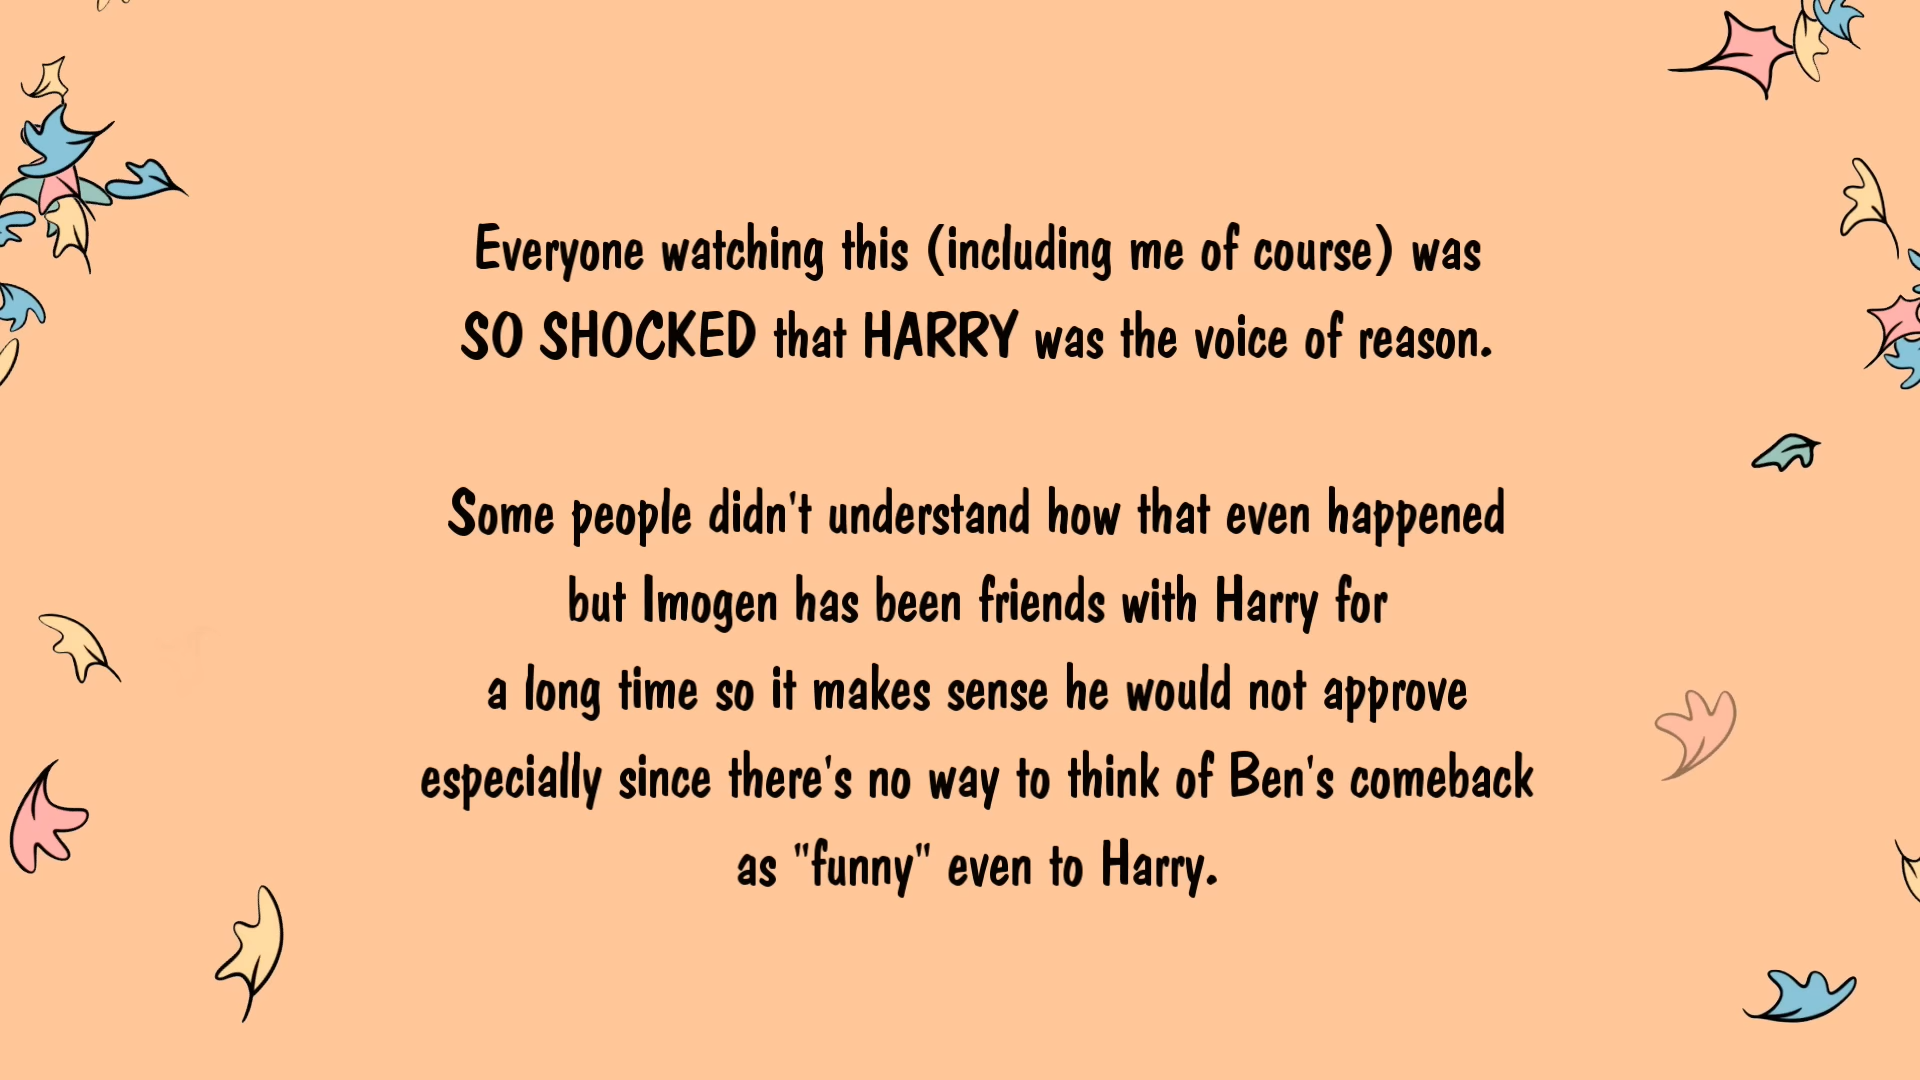 Everyone watching this (including me of course) was
SO SHOCKED that HARRY was the voice of reason.
Some people didn't understand how that even happened
but Imogen has been friends with Harry for
a long time so it makes sense he would not approve
especially since there's no way to think of Ben's comeback
as "funny" even to Harry.